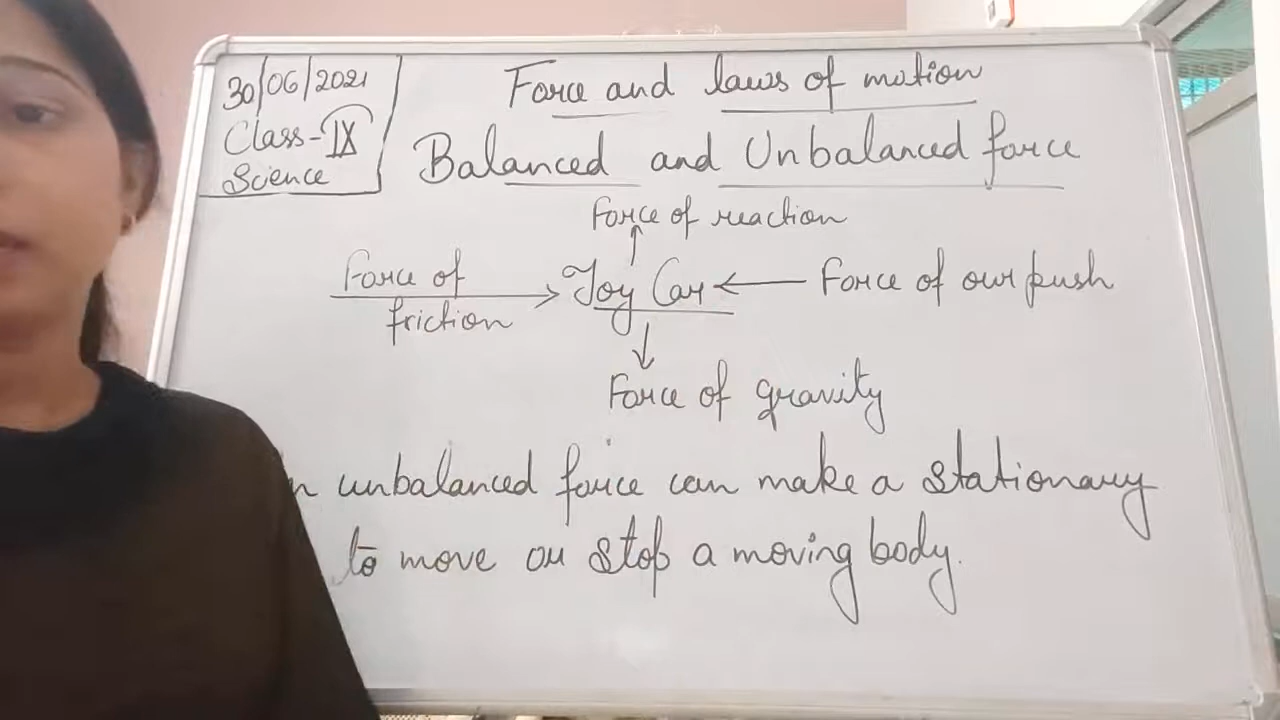 30/06/2021
Class-IX
Science
Force and laws of motion
Balanced and Unbalanced force
Force of reaction
Force of friction
Toy Car
Force of our push
Force of gravity
unbalanced force can make a stationary
to move or stop a moving body.